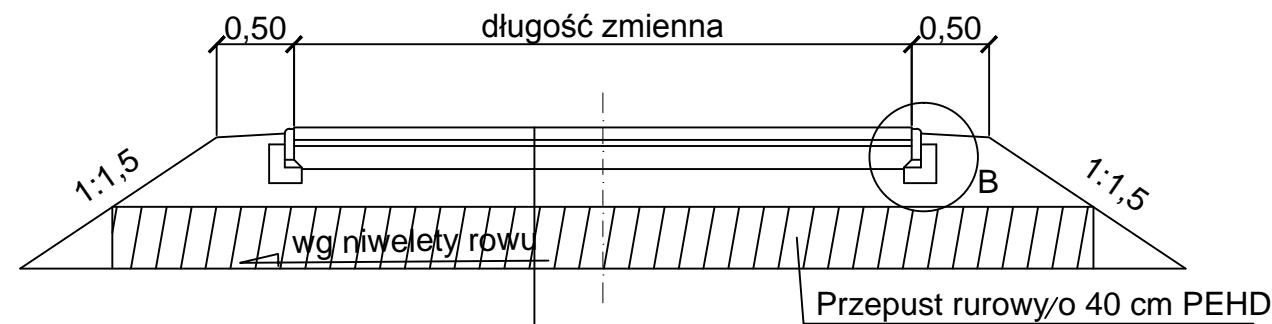 0,50
długość zmienna
0,50
1:1,5
1:1,5
B
wg niwelety rowu
Przepust rurowy/o 40 cm PEHD